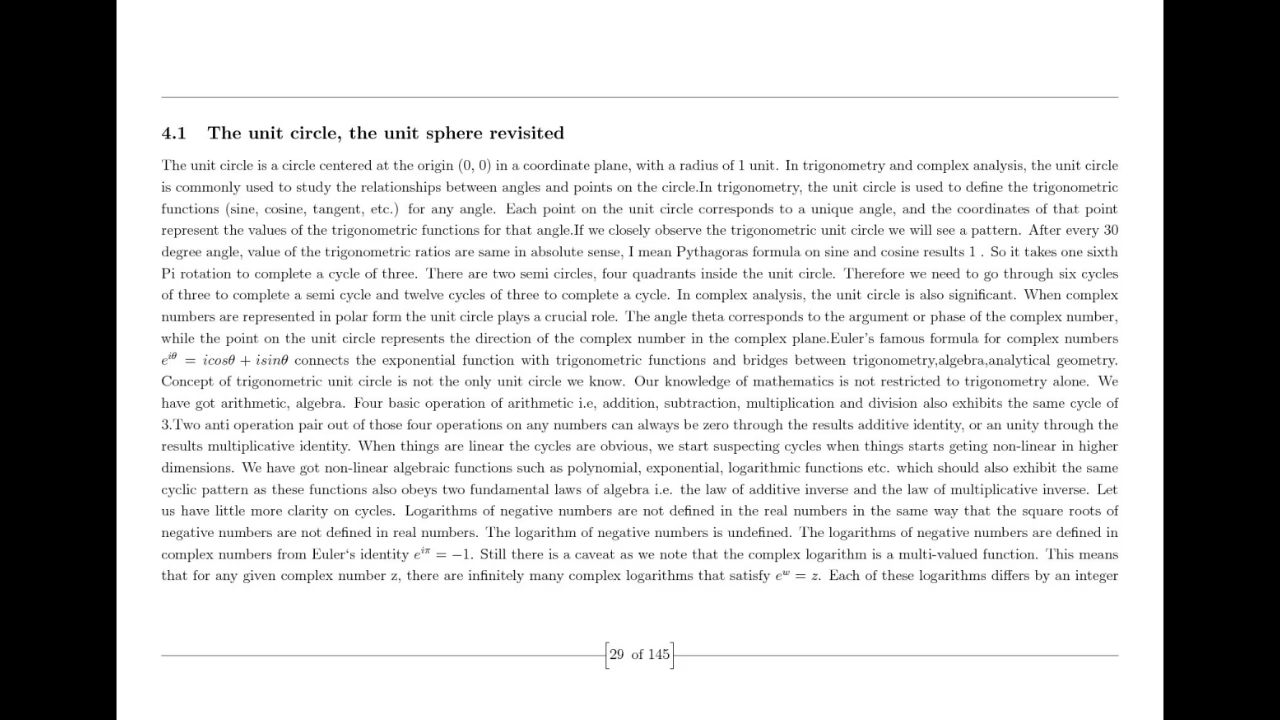 4.1 The unit circle, the unit sphere revisited
The unit circle is a circle centered at the origin (0, 0) in a coordinate plane, with a radius of 1 unit. In trigonometry and complex analysis, the unit circle
is commonly used to study the relationships between angles and points on the circle.In trigonometry, the unit circle is used to define the trigonometric
functions (sine, cosine, tangent, etc.) for any angle. Each point on the unit circle corresponds to a unique angle, and the coordinates of that point
represent the values of the trigonometric functions for that angle.If we closely observe the trigonometric unit circle we will see a pattern. After every 30
degree angle, value of the trigonometric ratios are same in absolute sense, I mean Pythagoras formula on sine and cosine results 1 . So it takes one sixth
Pi rotation to complete a cycle of three. There are two semi circles, four quadrants inside the unit circle. Therefore we need to go through six cycles
of three to complete a semi cycle and twelve cycles of three to complete a cycle. In complex analysis, the unit circle is also significant. When complex
numbers are represented in polar form the unit circle plays a crucial role. The angle theta corresponds to the argument or phase of the complex number,
while the point on the unit circle represents the direction of the complex number in the complex plane.Euler's famous formula for complex numbers
e^{iθ} = icosθ + isinθ connects the exponential function with trigonometric functions and bridges between trigonometry,algebra,analytical geometry.
Concept of trigonometric unit circle is not the only unit circle we know. Our knowledge of mathematics is not restricted to trigonometry alone. We
have got arithmetic, algebra. Four basic operation of arithmetic i.e, addition, subtraction, multiplication and division also exhibits the same cycle of
3.Two anti operation pair out of those four operations on any numbers can always be zero through the results additive identity, or an unity through the
results multiplicative identity. When things are linear the cycles are obvious, we start suspecting cycles when things starts geting non-linear in higher
dimensions. We have got non-linear algebraic functions such as polynomial, exponential, logarithmic functions etc. which should also exhibit the same
cyclic pattern as these functions also obeys two fundamental laws of algebra i.e. the law of additive inverse and the law of multiplicative inverse. Let
us have little more clarity on cycles. Logarithms of negative numbers are not defined in the real numbers in the same way that the square roots of
negative numbers are not defined in real numbers. The logarithm of negative numbers is undefined. The logarithms of negative numbers are defined in
complex numbers from Euler‘s identity e^{iπ} = −1. Still there is a caveat as we note that the complex logarithm is a multi-valued function. This means
that for any given complex number z, there are infinitely many complex logarithms that satisfy e^w = z. Each of these logarithms differs by an integer
[29 of 145]